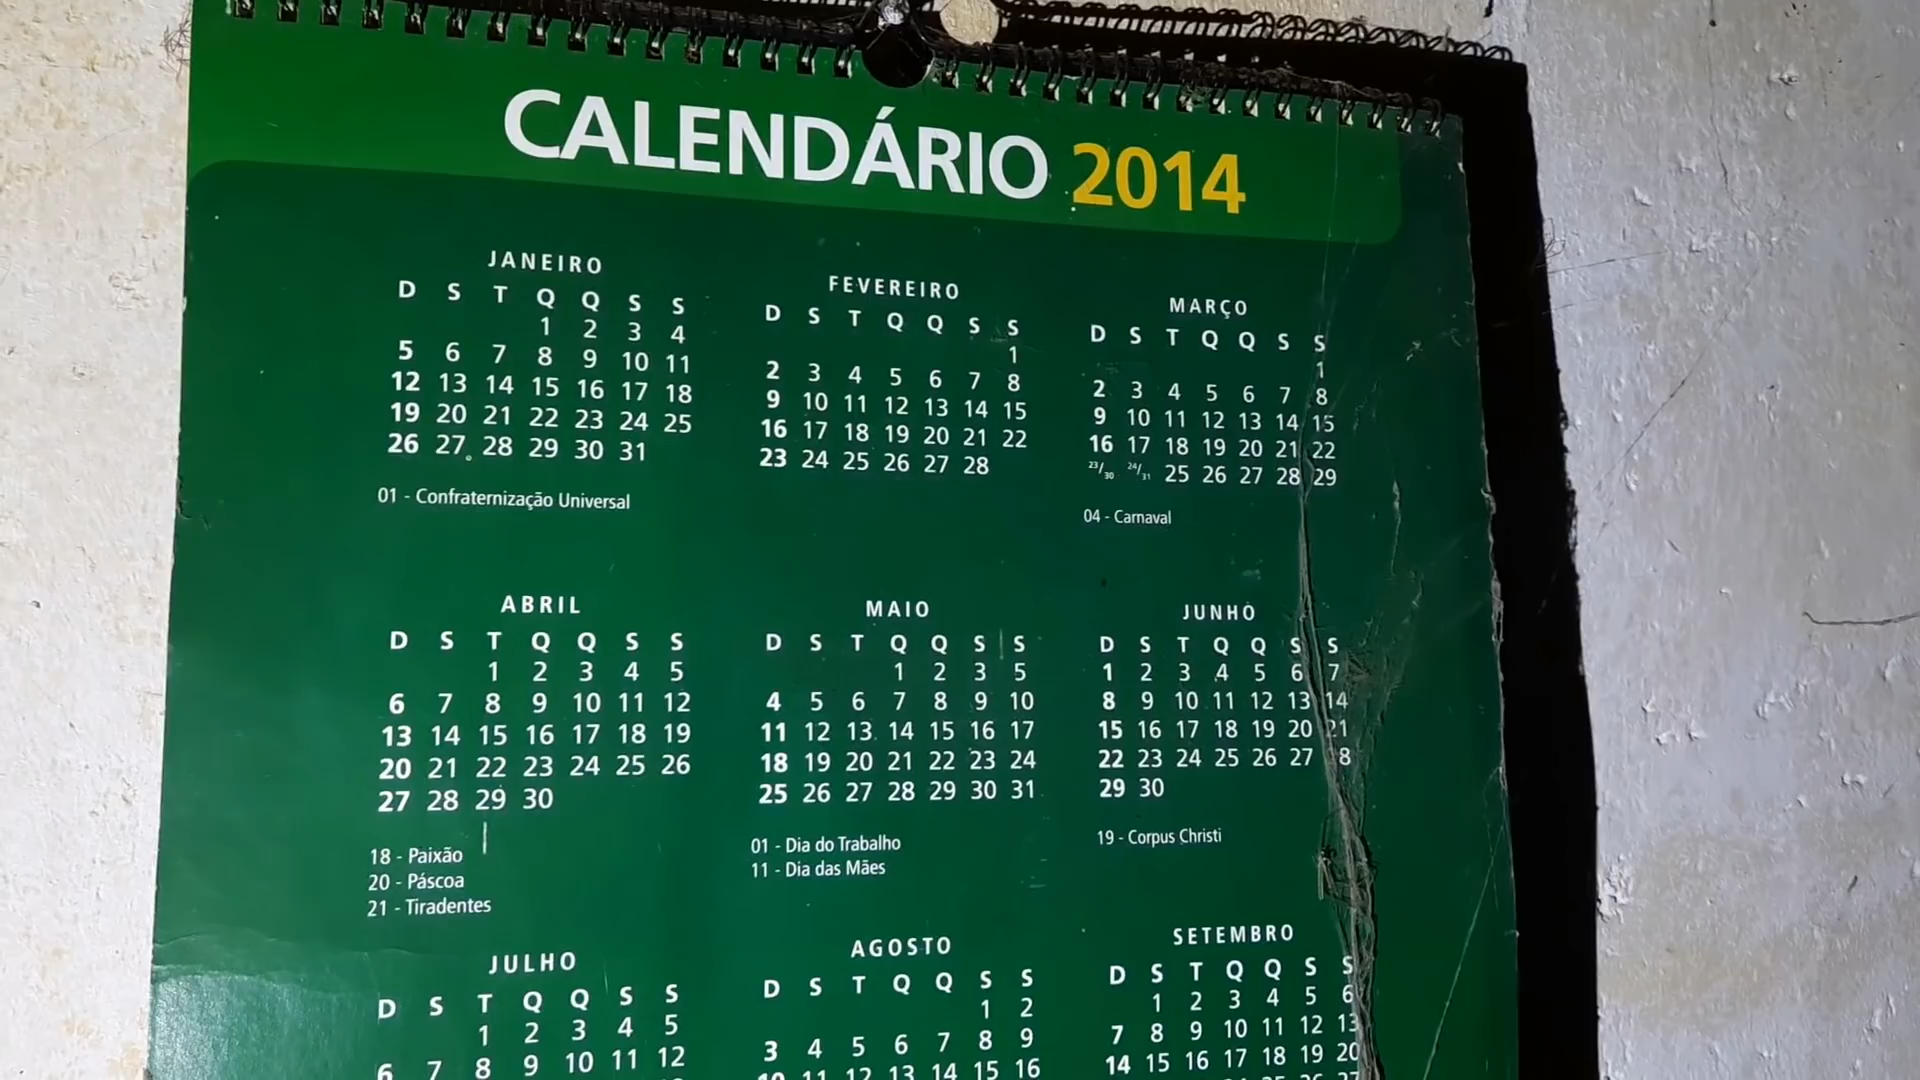 CALENDÁRIO 2014
JANEIRO
D S T Q Q S S
1 2 3 4
5 6 7 8 9 10 11
12 13 14 15 16 17 18
19 20 21 22 23 24 25
26 27 28 29 30 31
01 - Confraternização Universal
FEVEREIRO
D S T Q Q S S
1
2 3 4 5 6 7 8
9 10 11 12 13 14 15
16 17 18 19 20 21 22
23 24 25 26 27 28
MARÇO
D S T Q Q S S
1
2 3 4 5 6 7 8
9 10 11 12 13 14 15
16 17 18 19 20 21 22
23/30 24/31 25 26 27 28 29
04 - Carnaval
ABRIL
D S T Q Q S S
1 2 3 4 5
6 7 8 9 10 11 12
13 14 15 16 17 18 19
20 21 22 23 24 25 26
27 28 29 30
18 - Paixão
20 - Páscoa
21 - Tiradentes
MAIO
D S T Q Q S S
1 2 3 5
4 5 6 7 8 9 10
11 12 13 14 15 16 17
18 19 20 21 22 23 24
25 26 27 28 29 30 31
01 - Dia do Trabalho
11 - Dia das Mães
JUNHO
D S T Q Q S S
1 2 3 4 5 6 7
8 9 10 11 12 13 14
15 16 17 18 19 20 21
22 23 24 25 26 27 8
29 30
19 - Corpus Christi
JULHO
D S T Q Q S S
1 2 3 4 5
6 7 8 9 10 11 12
AGOSTO
D S T Q Q S S
1 2
3 4 5 6 7 8 9
10 11 12 13 14 15 16
SETEMBRO
D S T Q Q S S
1 2 3 4 5 6
7 8 9 10 11 12 13
14 15 16 17 18 19 20